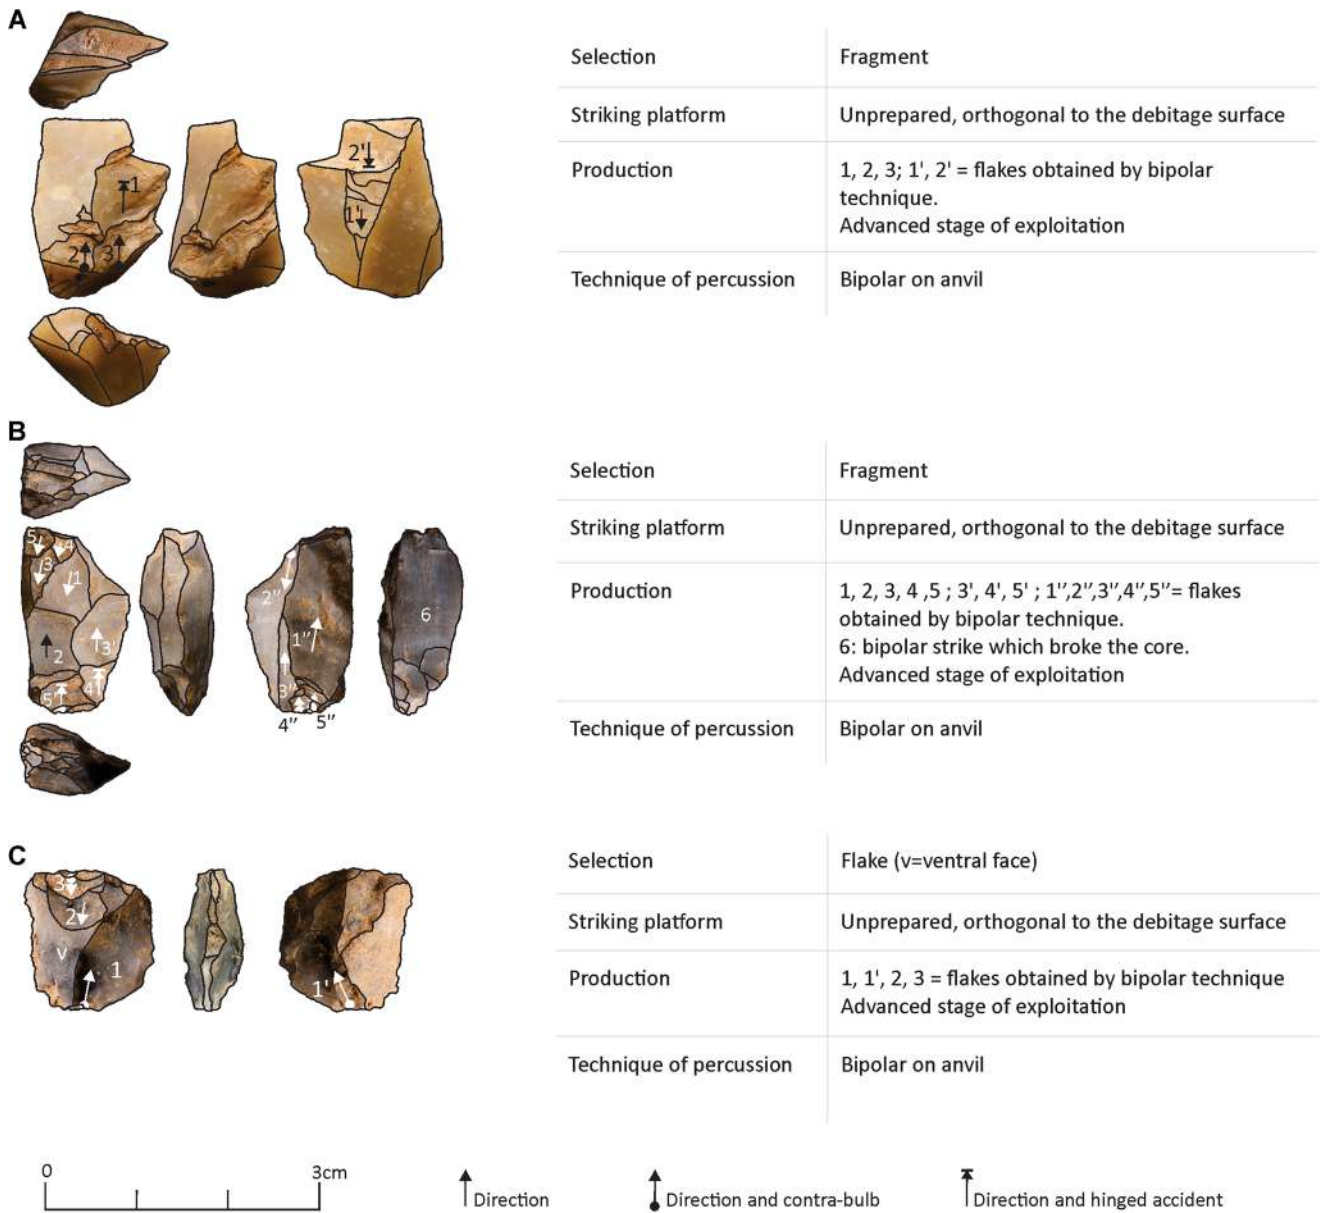 A
Selection Fragment
Striking platform Unprepared, orthogonal to the debitage surface
Production 1, 2, 3; 1', 2' = flakes obtained by bipolar
technique.
Advanced stage of exploitation
Technique of percussion Bipolar on anvil
1
2
3
2'
1'
B
Selection Fragment
Striking platform Unprepared, orthogonal to the debitage surface
Production 1, 2, 3, 4 ,5 ; 3', 4', 5' ; 1'',2'',3'',4'',5''= flakes
obtained by bipolar technique.
6: bipolar strike which broke the core.
Advanced stage of exploitation
Technique of percussion Bipolar on anvil
5 4
3 1
2 3'
5' 4'
2''
1''
3''
4'' 5''
6
C
Selection Flake (v=ventral face)
Striking platform Unprepared, orthogonal to the debitage surface
Production 1, 1', 2, 3 = flakes obtained by bipolar technique
Advanced stage of exploitation
Technique of percussion Bipolar on anvil
3
2
v 1
1'
0 3cm
Direction Direction and contra-bulb Direction and hinged accident